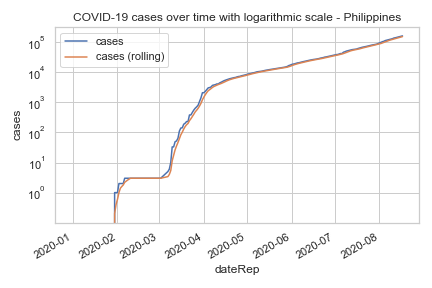 COVID-19 cases over time with logarithmic scale - Philippines
cases
cases (rolling)
10^5
10^4
10^3
10^2
10^1
10^0
cases
2020-01
2020-02
2020-03
2020-04
2020-05
2020-06
2020-07
2020-08
dateRep